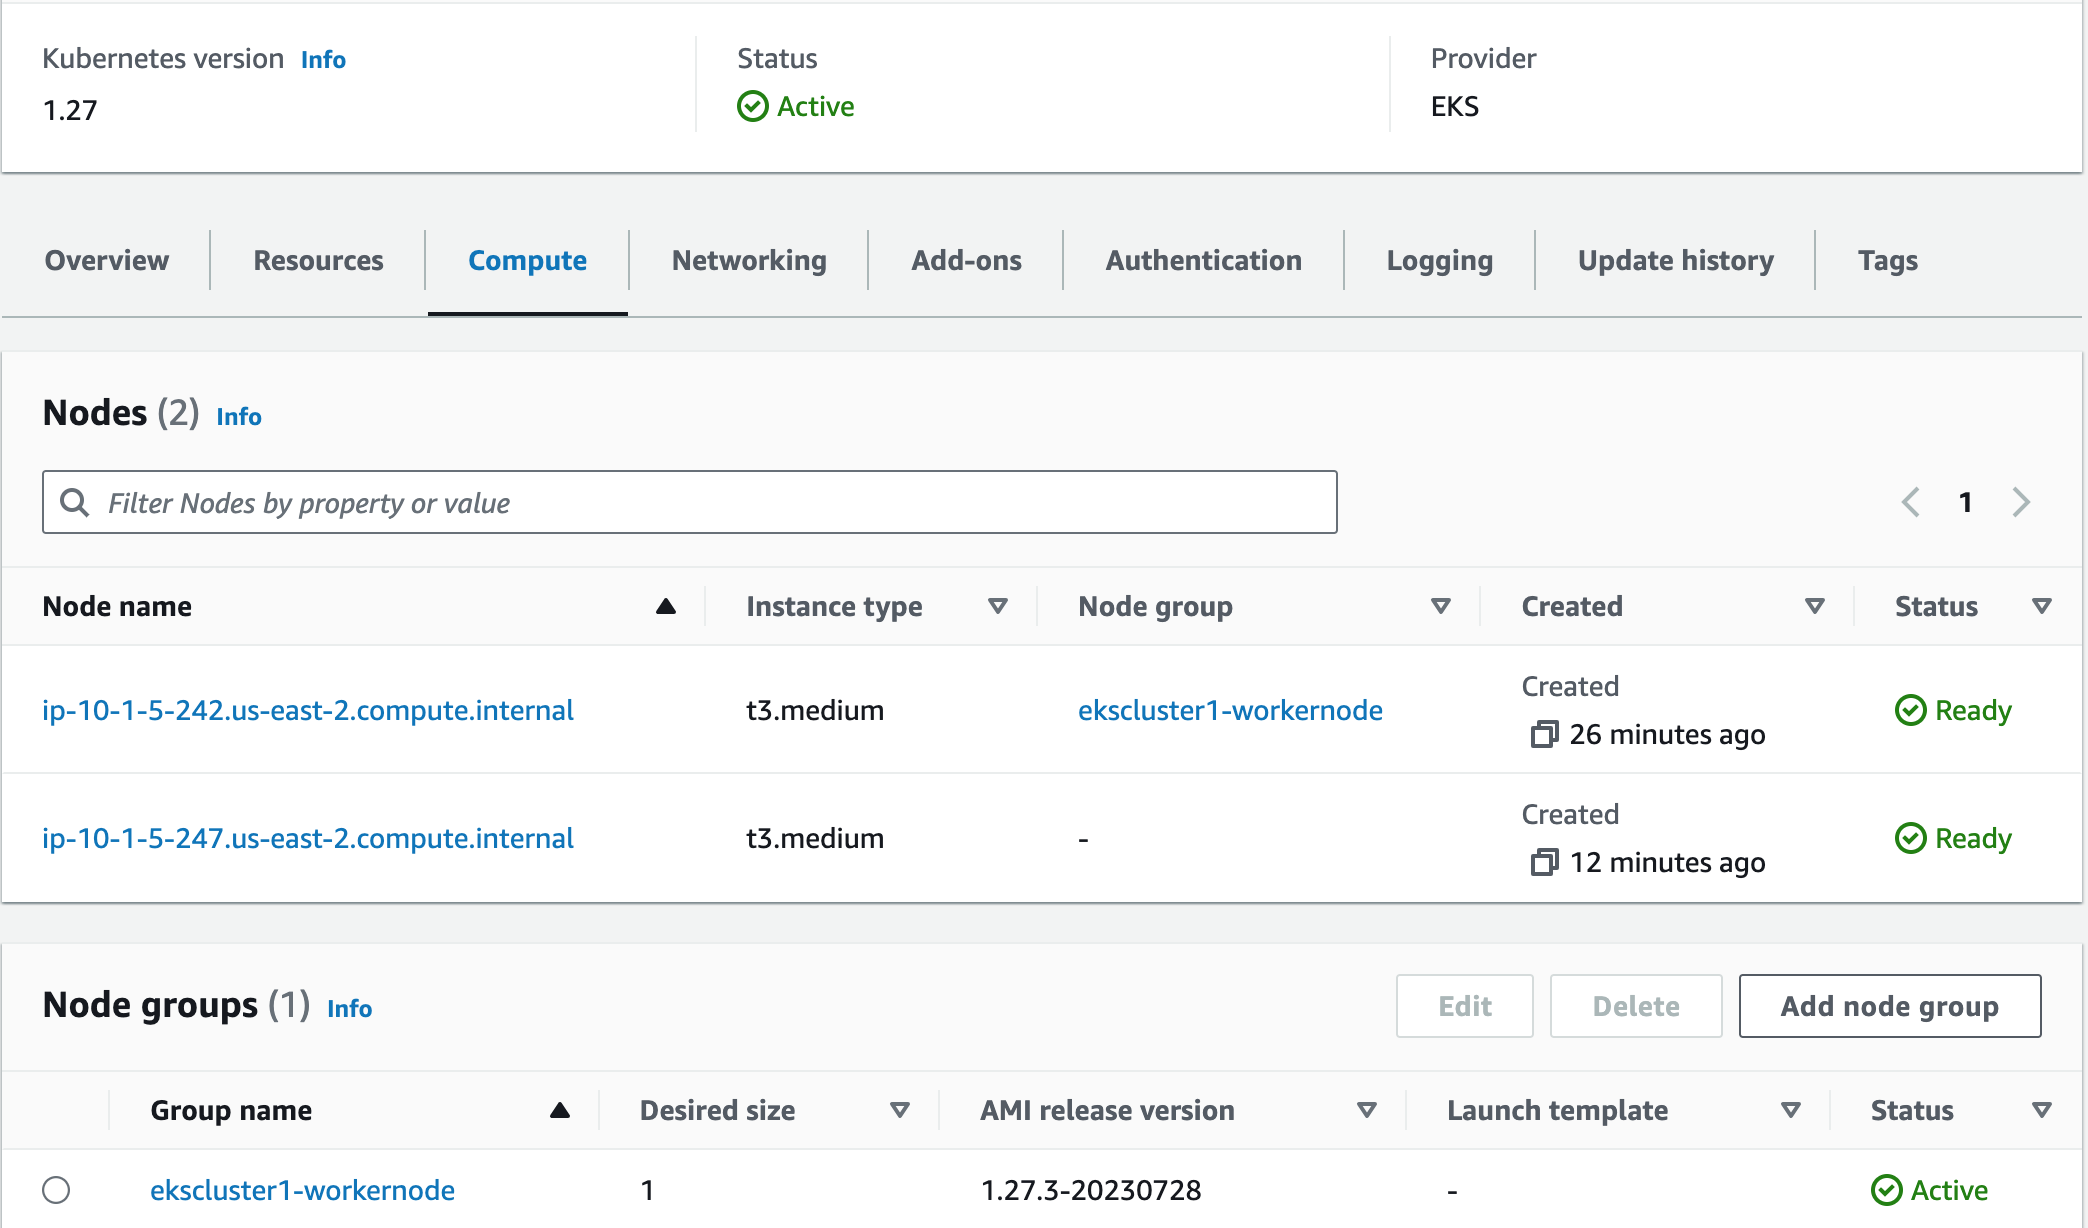 Kubernetes version Info
1.27
Status
Active
Provider
EKS
Overview Resources Compute Networking Add-ons Authentication Logging Update history Tags
Nodes (2) Info
Filter Nodes by property or value
1
Node name Instance type Node group Created Status
ip-10-1-5-242.us-east-2.compute.internal t3.medium ekscluster1-workernode Created
26 minutes ago Ready
ip-10-1-5-247.us-east-2.compute.internal t3.medium - Created
12 minutes ago Ready
Node groups (1) Info
Edit Delete Add node group
Group name Desired size AMI release version Launch template Status
ekscluster1-workernode 1 1.27.3-20230728 - Active